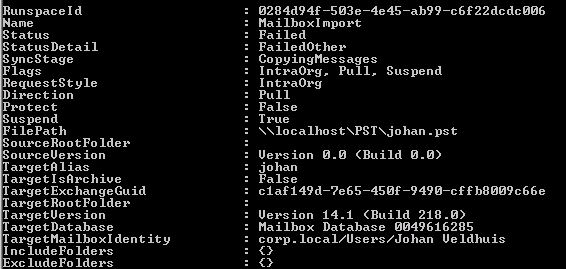 RunspaceId : 0284d94f-503e-4e45-ab99-c6f22dcdc006
Name : MailboxImport
Status : Failed
StatusDetail : FailedOther
SyncStage : CopyingMessages
Flags : IntraOrg, Pull, Suspend
RequestStyle : IntraOrg
Direction : Pull
Protect : False
Suspend : True
FilePath : \\localhost\PST\johan.pst
SourceRootFolder :
SourceVersion : Version 0.0 (Build 0.0)
TargetAlias : johan
TargetIsArchive : False
TargetExchangeGuid : c1af149d-7e65-450f-9490-cffb8009c66e
TargetRootFolder :
TargetVersion : Version 14.1 (Build 218.0)
TargetDatabase : Mailbox Database 0049616285
TargetMailboxIdentity : corp.local/Users/Johan Veldhuis
IncludeFolders : {}
ExcludeFolders : {}